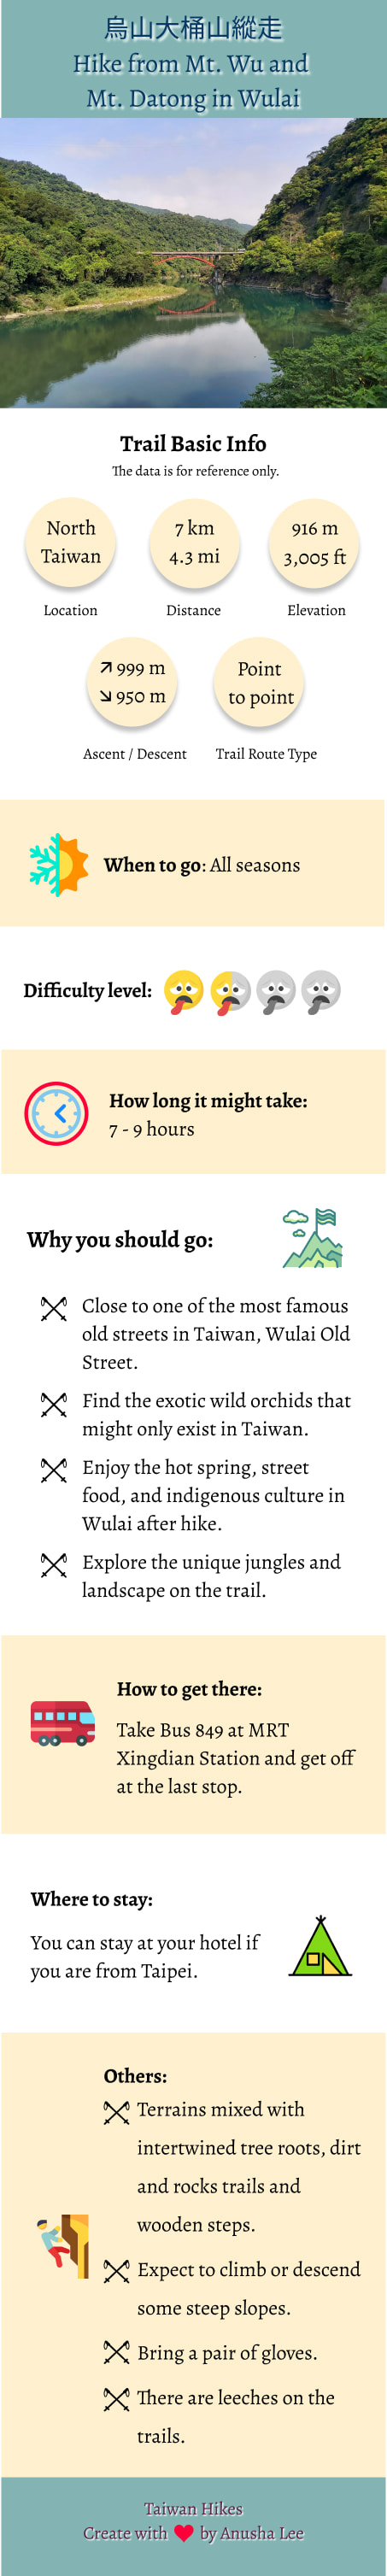 烏山大桶山縱走
Hike from Mt. Wu and
Mt. Datong in Wulai
Trail Basic Info
The data is for reference only.
North
Taiwan
Location
7 km
4.3 mi
Distance
916 m
3,005 ft
Elevation
↗ 999 m
↘ 950 m
Ascent / Descent
Point
to point
Trail Route Type
When to go: All seasons
Difficulty level:
How long it might take:
7 - 9 hours
Why you should go:
Close to one of the most famous
old streets in Taiwan, Wulai Old
Street.
Find the exotic wild orchids that
might only exist in Taiwan.
Enjoy the hot spring, street
food, and indigenous culture in
Wulai after hike.
Explore the unique jungles and
landscape on the trail.
How to get there:
Take Bus 849 at MRT
Xingdian Station and get off
at the last stop.
Where to stay:
You can stay at your hotel if
you are from Taipei.
Others:
Terrains mixed with
intertwined tree roots, dirt
and rocks trails and
wooden steps.
Expect to climb or descend
some steep slopes.
Bring a pair of gloves.
There are leeches on the
trails.
Taiwan Hikes
Create with ❤ by Anusha Lee